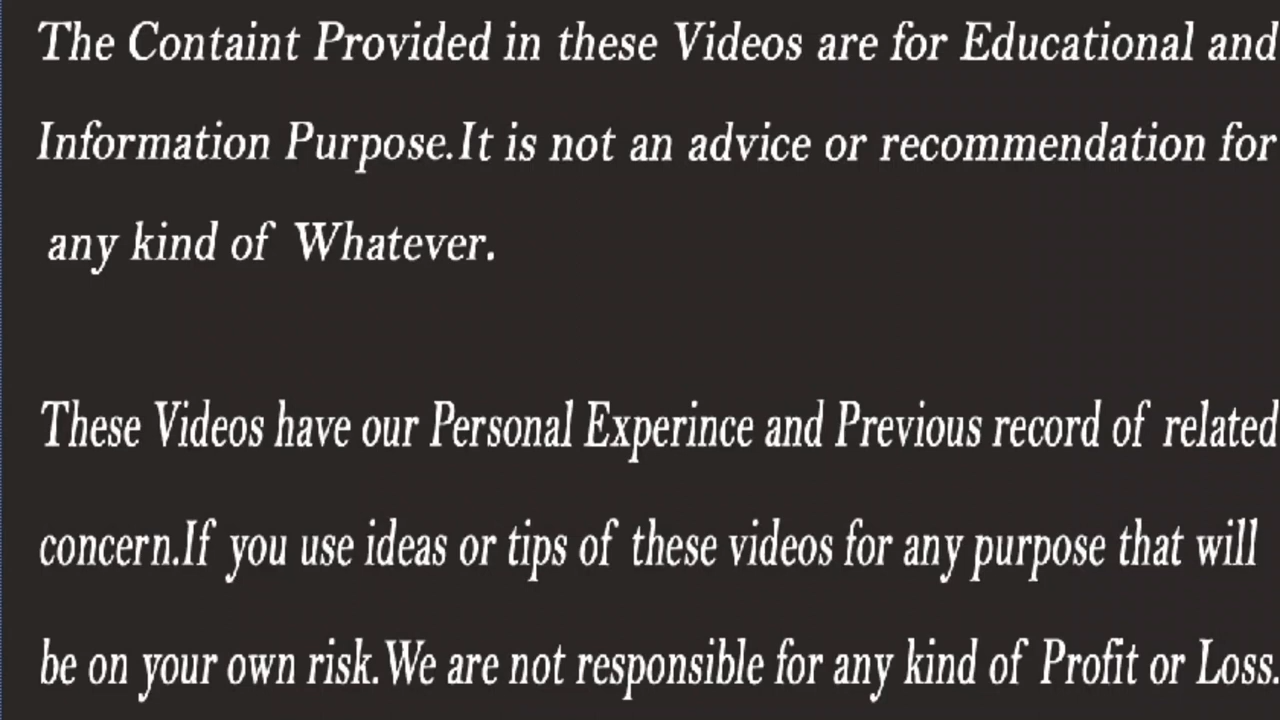 The Containt Provided in these Videos are for Educational and
Information Purpose.It is not an advice or recommendation for
any kind of Whatever.
These Videos have our Personal Experince and Previous record of related
concern.If you use ideas or tips of these videos for any purpose that will
be on your own risk.We are not responsible for any kind of Profit or Loss.